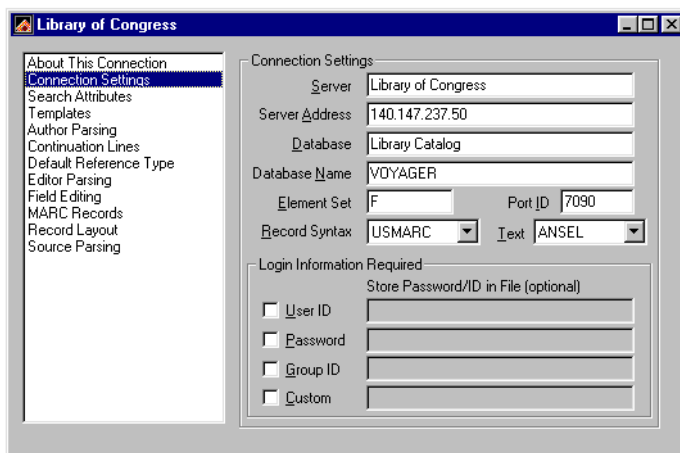 Library of Congress
About This Connection
Connection Settings
Search Attributes
Templates
Author Parsing
Continuation Lines
Default Reference Type
Editor Parsing
Field Editing
MARC Records
Record Layout
Source Parsing
Connection Settings
Server Library of Congress
Server Address 140.147.237.50
Database Library Catalog
Database Name VOYAGER
Element Set F Port ID 7090
Record Syntax USMARC Text ANSEL
Login Information Required
Store Password/ID in File (optional)
User ID
Password
Group ID
Custom